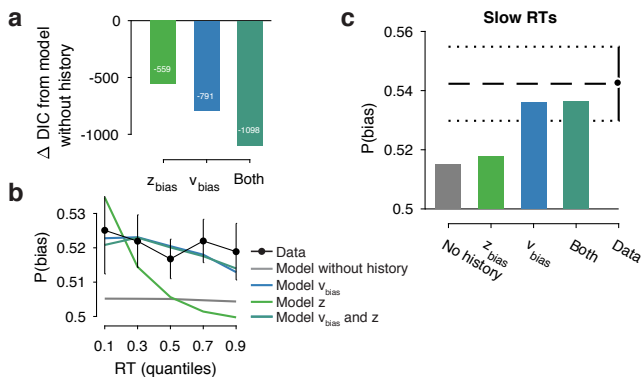 a
Δ DIC from model
without history
0
-500
-1000
-559
-791
-1098
z_bias
v_bias
Both
b
P(bias)
0.53
0.52
0.51
0.5
0.1 0.3 0.5 0.7 0.9
RT (quantiles)
Data
Model without history
Model v_bias
Model z
Model v_bias and z
c
Slow RTs
P(bias)
0.56
0.54
0.52
0.5
No history
z_bias
v_bias
Both
Data